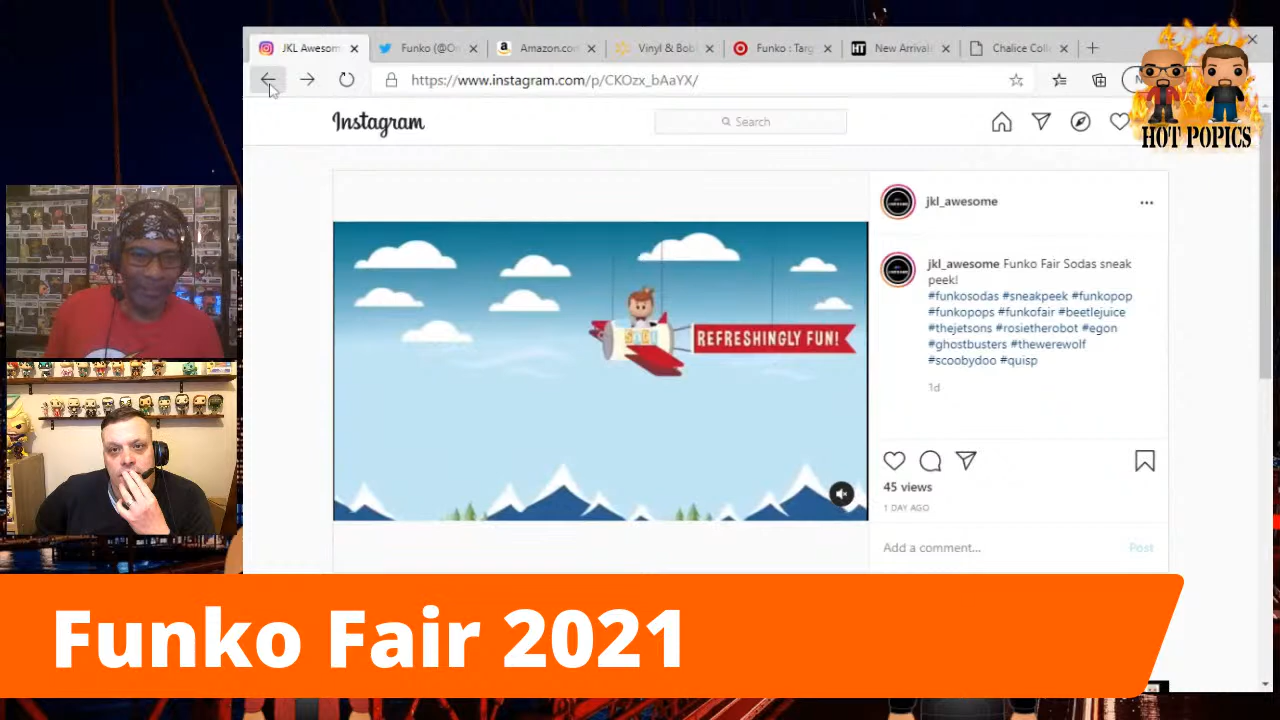 JKL Awesom
Funko (@O
Amazon.co
Vinyl & Bob
Funko : Targ
New Arrival
Chalice Coll
https://www.instagram.com/p/CKOzx_bAaYX/
HOT POPICS
Instagram
Search
jkl_awesome
jkl_awesome Funko Fair Sodas sneak
peek!
#funkosodas #sneakpeek #funkopop
#funkopops #funkofair #beetlejuice
#thejetsons #rosietherobot #egon
#ghostbusters #thewerewolf
#scoobydoo #quisp
1d
SODA
REFRESHINGLY FUN!
45 views
1 DAY AGO
Add a comment...
Post
Funko Fair 2021